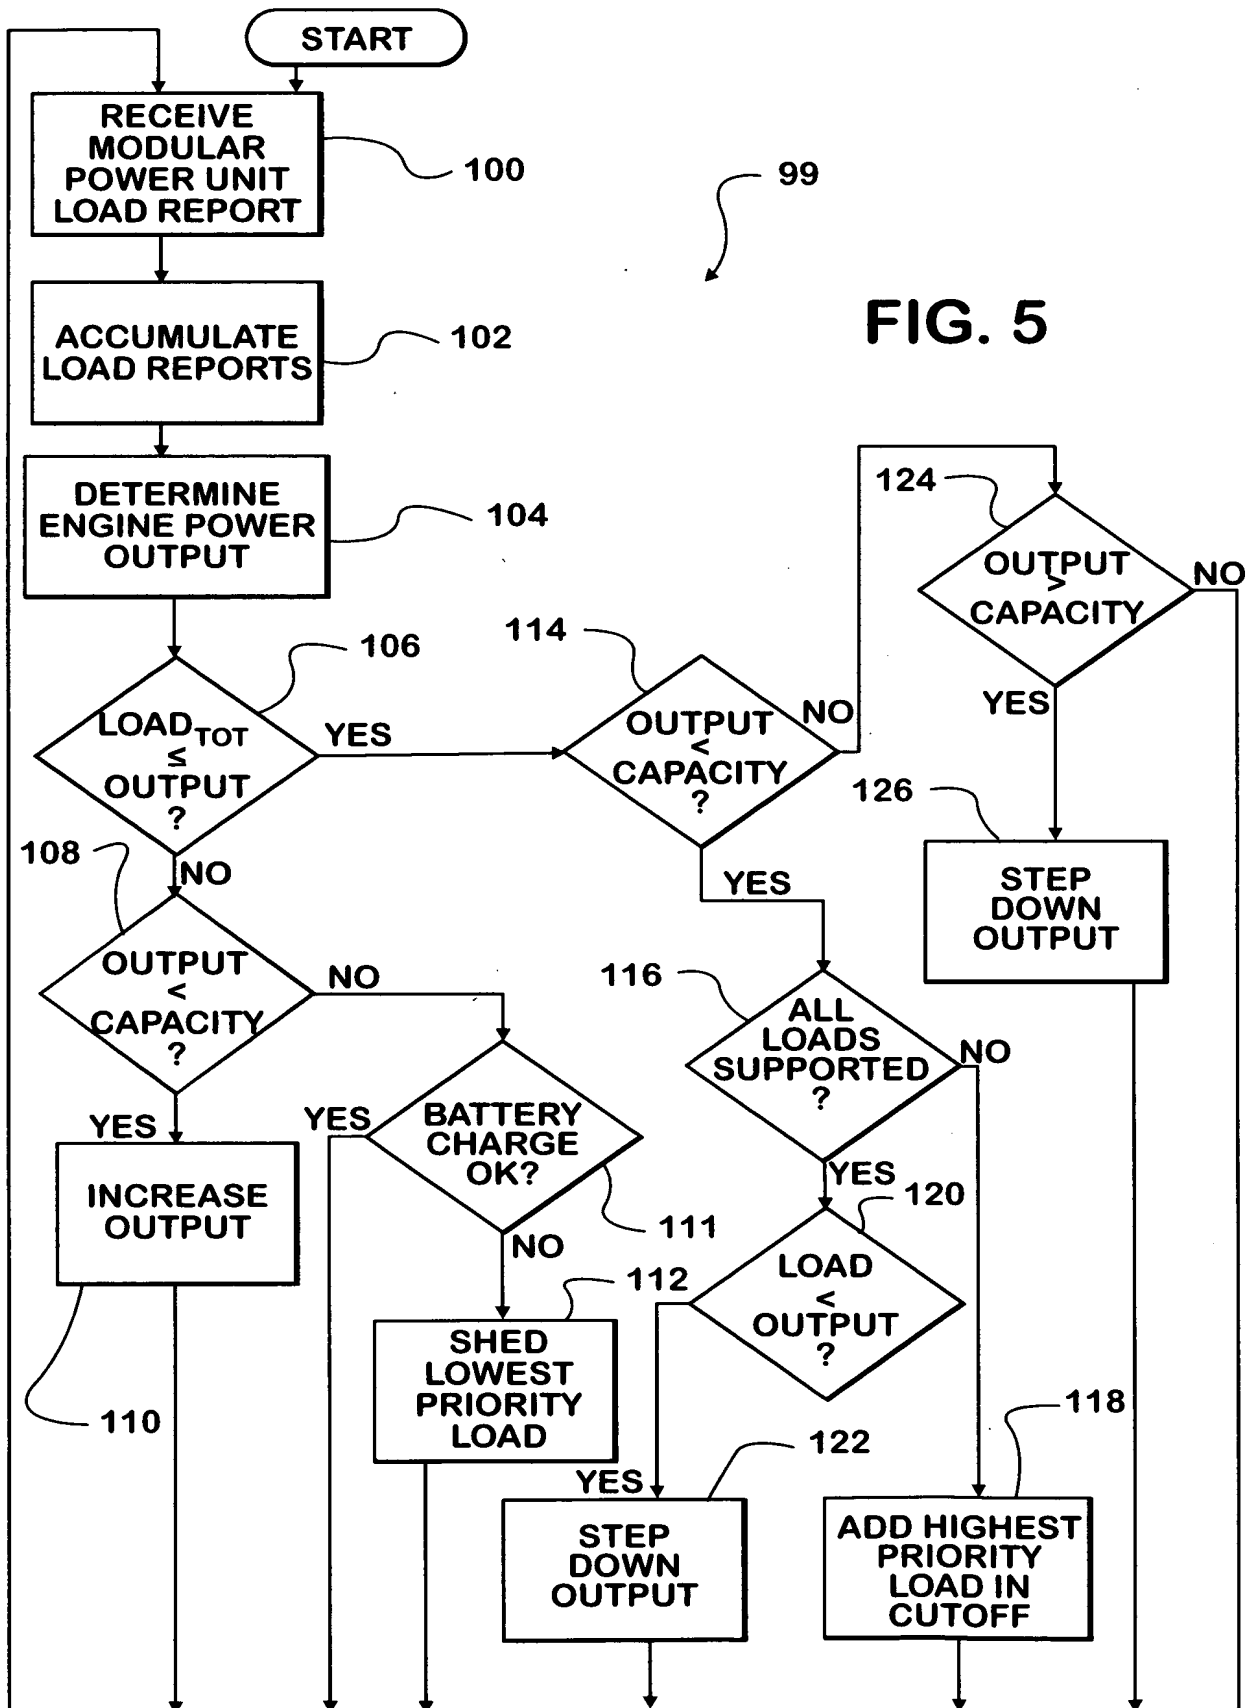 START
RECEIVE
MODULAR
POWER UNIT
LOAD REPORT
100
99
ACCUMULATE
LOAD REPORTS
102
FIG. 5
DETERMINE
ENGINE POWER
OUTPUT
104
124
OUTPUT
>
CAPACITY
NO
YES
106
LOADTOT
≤
OUTPUT
?
YES
NO
114
OUTPUT
<
CAPACITY
?
NO
YES
126
STEP
DOWN
OUTPUT
108
OUTPUT
<
CAPACITY
?
NO
YES
116
ALL
LOADS
SUPPORTED
?
NO
YES
YES
BATTERY
CHARGE
OK?
111
NO
INCREASE
OUTPUT
110
120
LOAD
<
OUTPUT
?
YES
112
SHED
LOWEST
PRIORITY
LOAD
122
STEP
DOWN
OUTPUT
118
ADD HIGHEST
PRIORITY
LOAD IN
CUTOFF